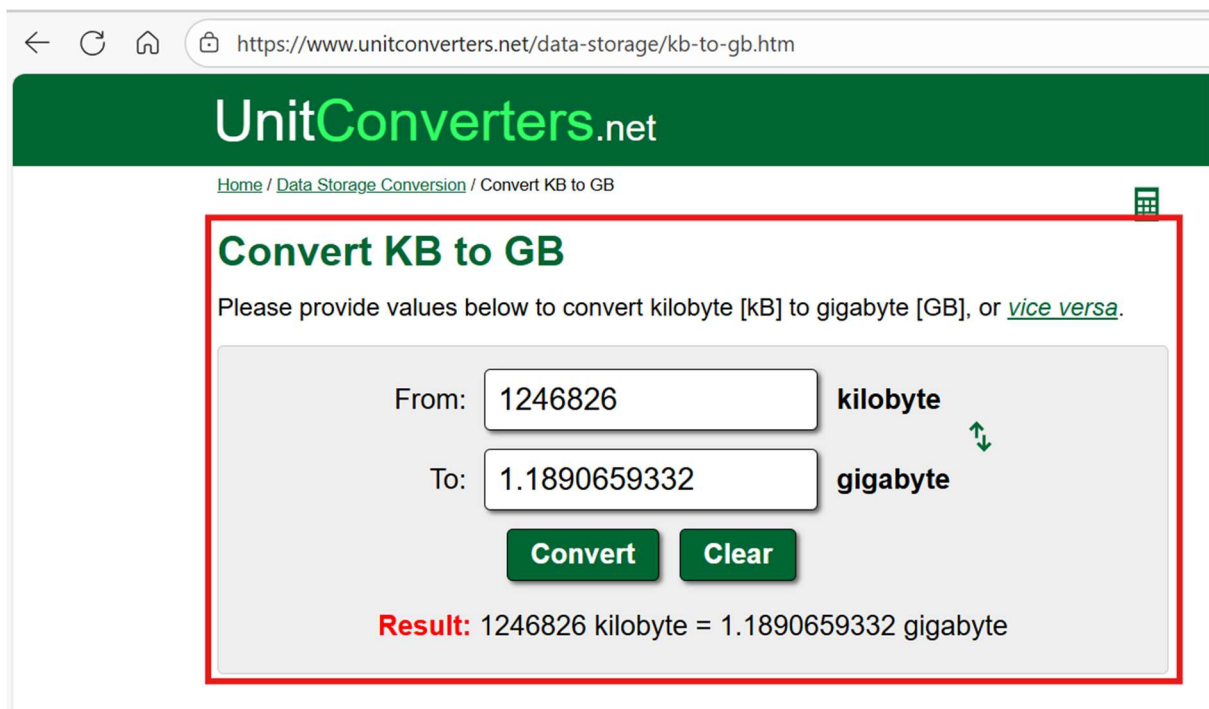 https://www.unitconverters.net/data-storage/kb-to-gb.htm
UnitConverters.net
Home / Data Storage Conversion / Convert KB to GB
Convert KB to GB
Please provide values below to convert kilobyte [kB] to gigabyte [GB], or vice versa.
From: 1246826 kilobyte
To: 1.1890659332 gigabyte
Convert Clear
Result: 1246826 kilobyte = 1.1890659332 gigabyte